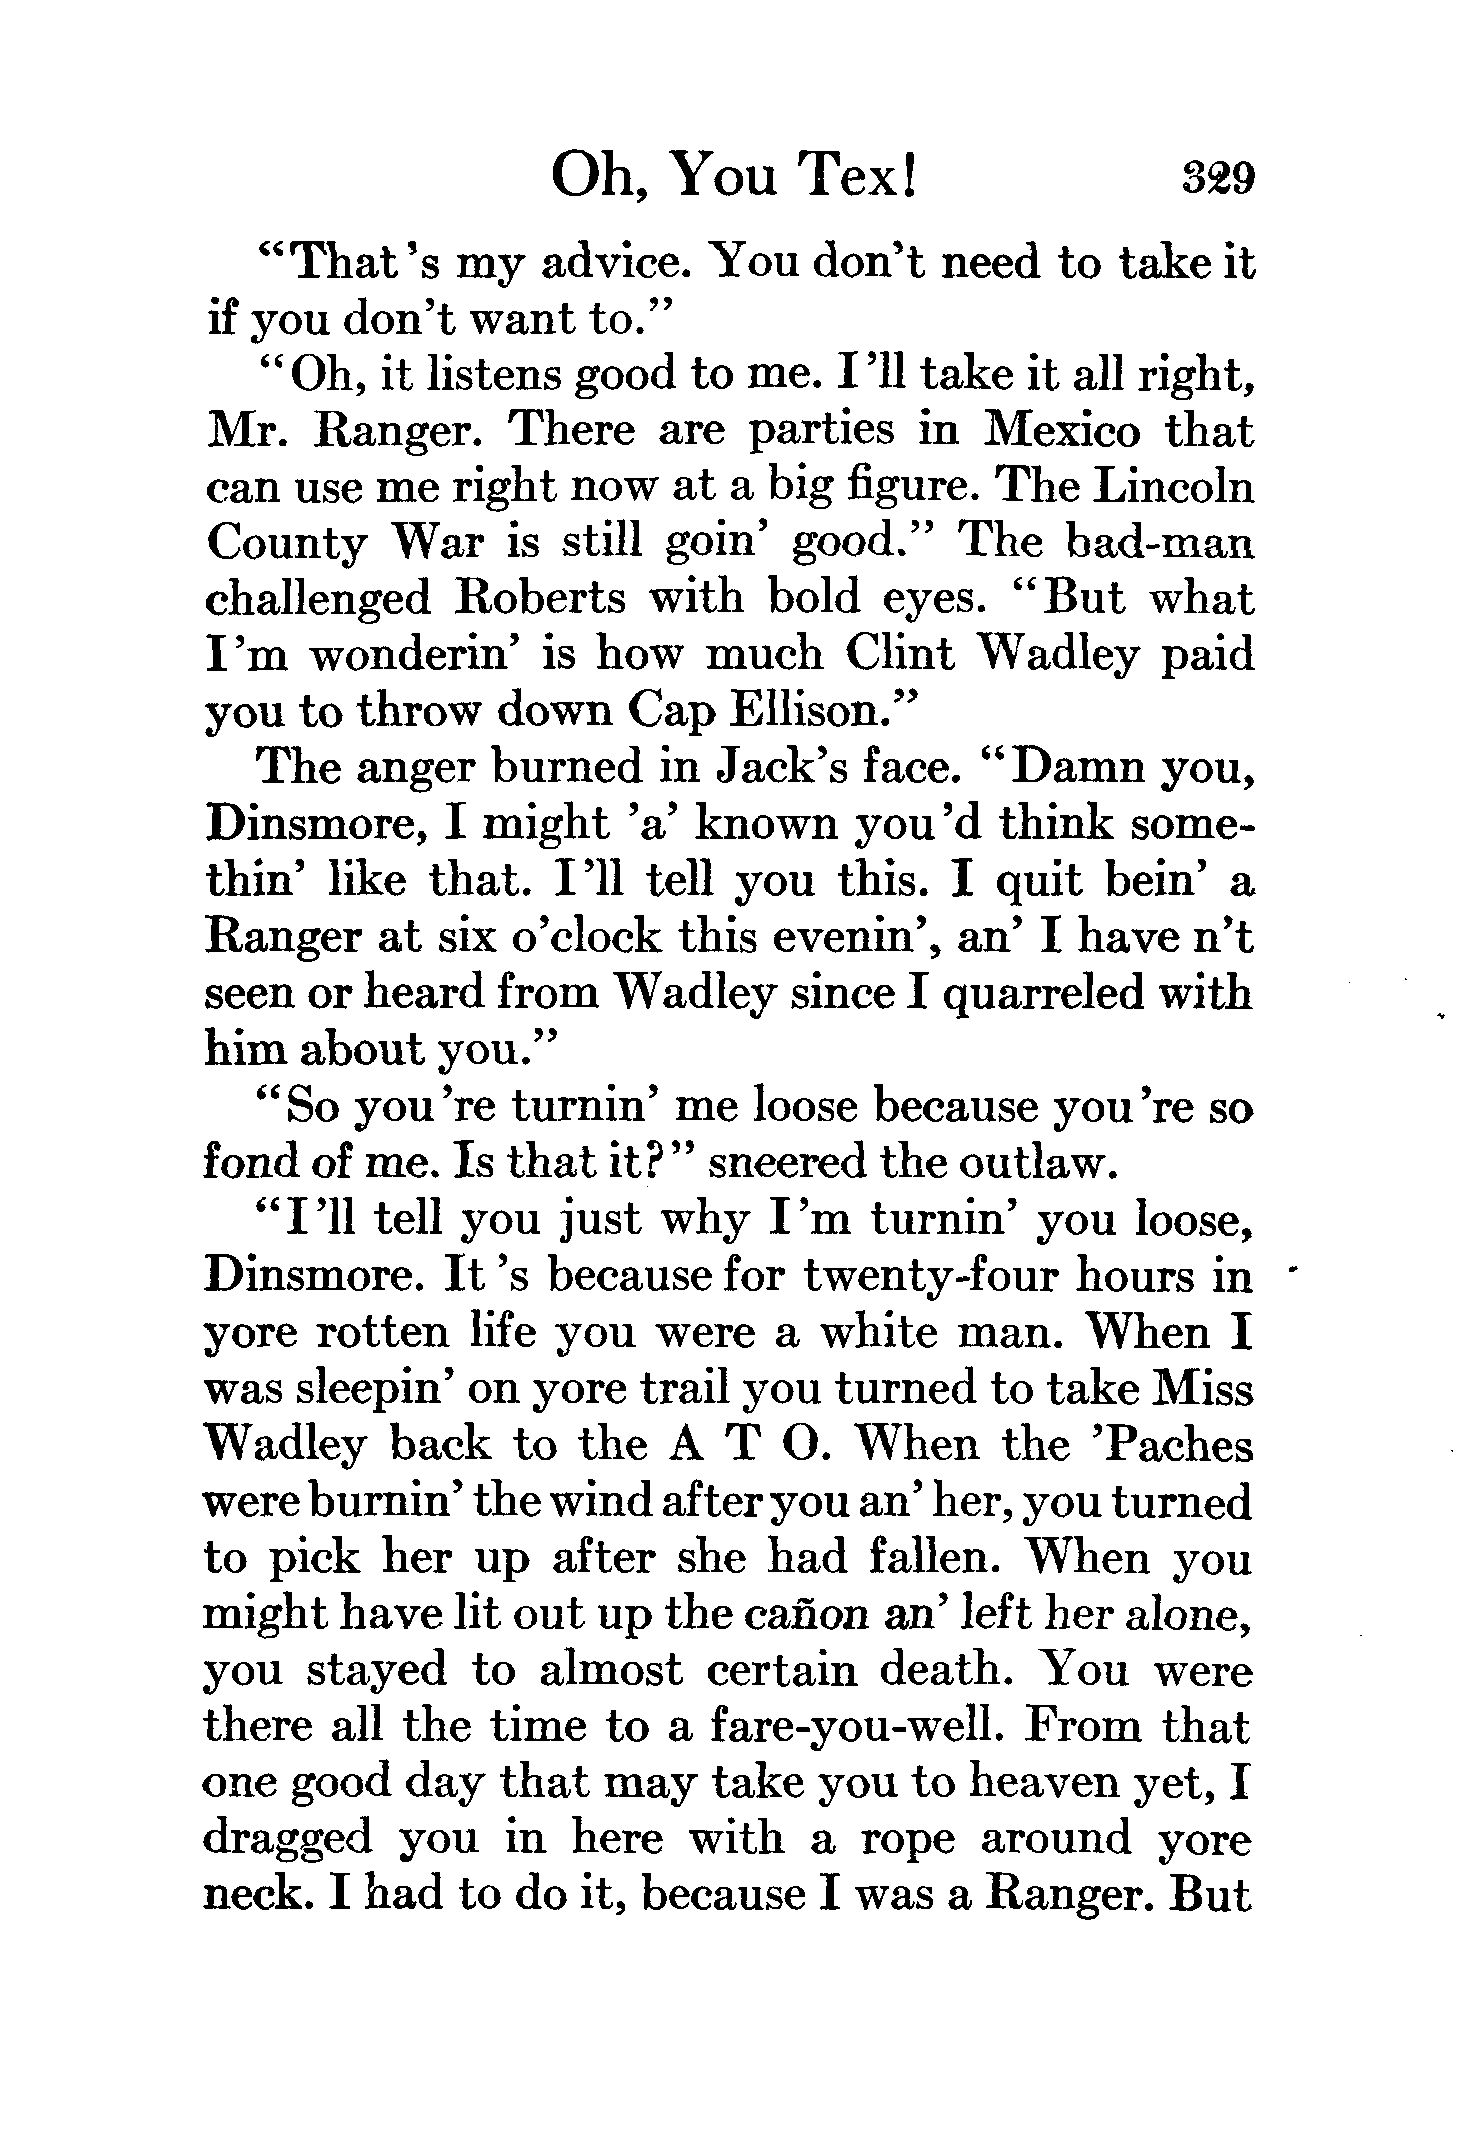 Oh, You Tex! 329
"That 's my advice. You don't need to take it
if you don't want to."
"Oh, it listens good to me. I 'll take it all right,
Mr. Ranger. There are parties in Mexico that
can use me right now at a big figure. The Lincoln
County War is still goin' good." The bad-man
challenged Roberts with bold eyes. "But what
I 'm wonderin' is how much Clint Wadley paid
you to throw down Cap Ellison."
The anger burned in Jack's face. "Damn you,
Dinsmore, I might 'a' known you 'd think some-
thin' like that. I 'll tell you this. I quit bein' a
Ranger at six o'clock this evenin', an' I have n't
seen or heard from Wadley since I quarreled with
him about you."
"So you 're turnin' me loose because you 're so
fond of me. Is that it?" sneered the outlaw.
"I 'll tell you just why I 'm turnin' you loose,
Dinsmore. It 's because for twenty-four hours in
yore rotten life you were a white man. When I
was sleepin' on yore trail you turned to take Miss
Wadley back to the A T O. When the 'Paches
were burnin' the wind after you an' her, you turned
to pick her up after she had fallen. When you
might have lit out up the cañon an' left her alone,
you stayed to almost certain death. You were
there all the time to a fare-you-well. From that
one good day that may take you to heaven yet, I
dragged you in here with a rope around yore
neck. I had to do it, because I was a Ranger. But